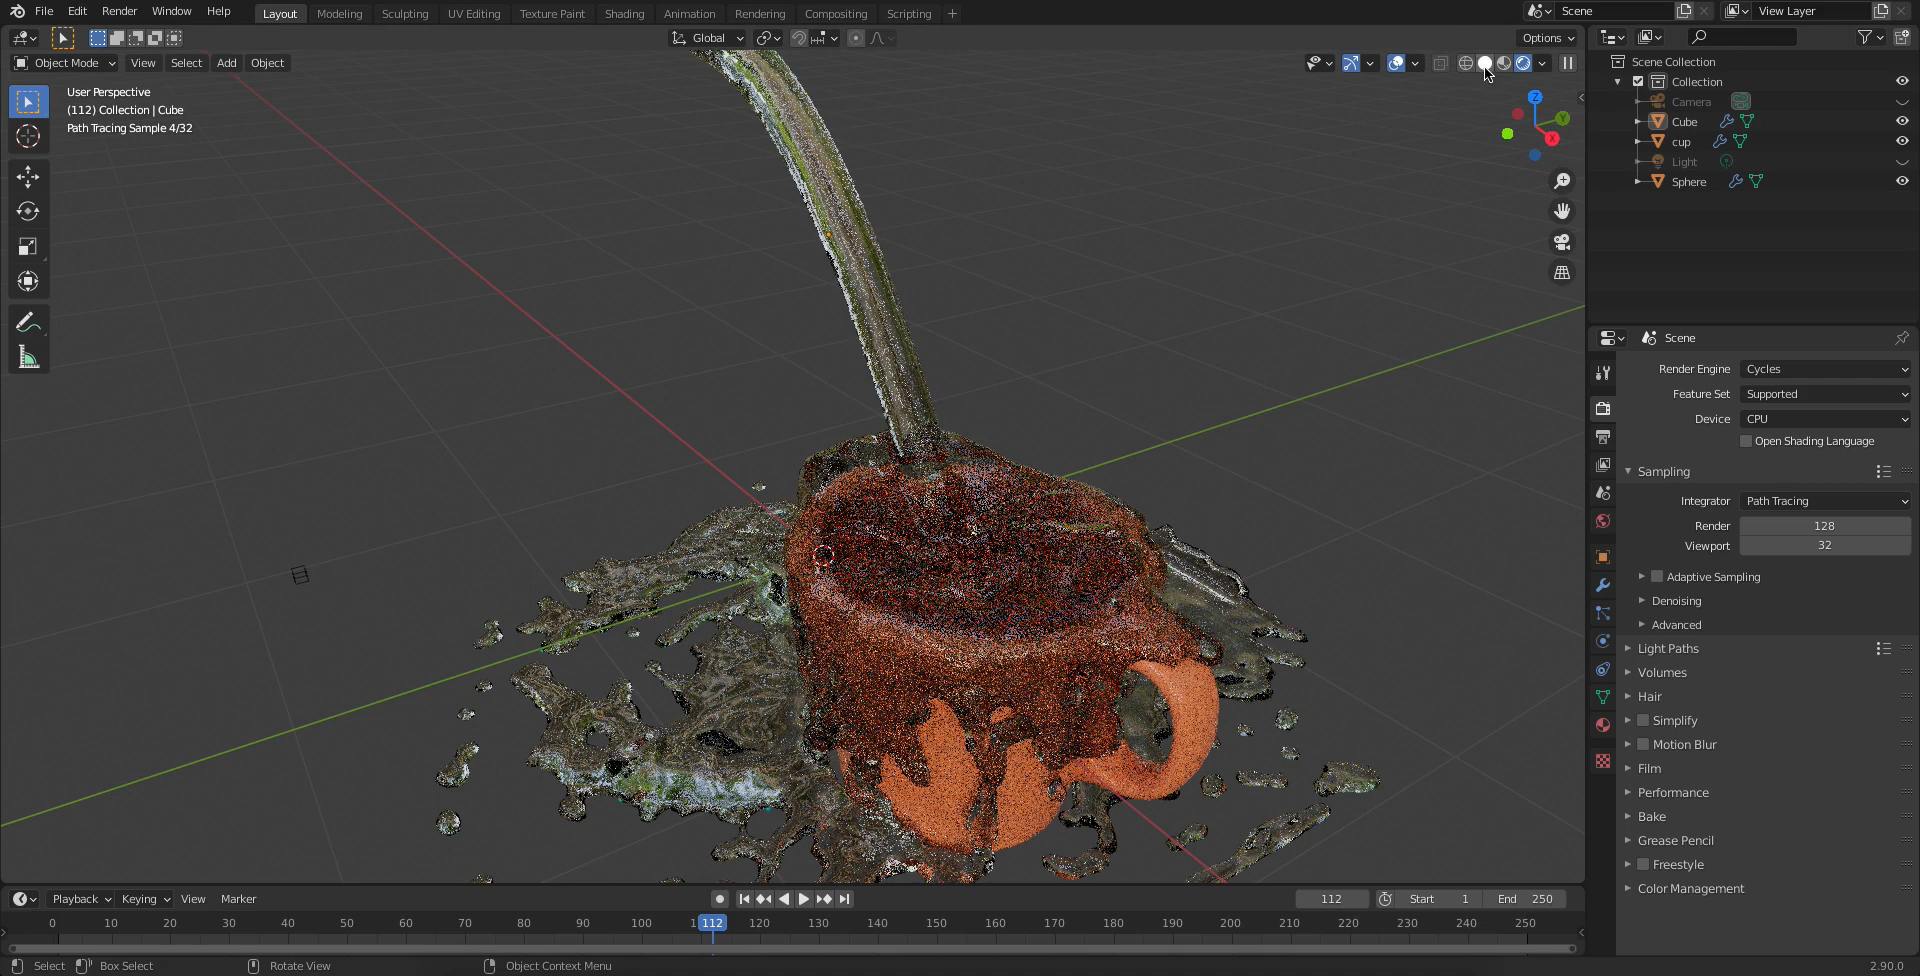 File Edit Render Window Help Layout Modeling Sculpting UV Editing Texture Paint Shading Animation Rendering Compositing Scripting + Scene View Layer
Global Options
Object Mode View Select Add Object
User Perspective
(112) Collection | Cube
Path Tracing Sample 4/32
Z
Y
X
Scene Collection
Collection
Camera
Cube
cup
Light
Sphere
Scene
Render Engine Cycles
Feature Set Supported
Device CPU
Open Shading Language
Sampling
Integrator Path Tracing
Render 128
Viewport 32
Adaptive Sampling
Denoising
Advanced
Light Paths
Volumes
Hair
Simplify
Motion Blur
Film
Performance
Bake
Grease Pencil
Freestyle
Color Management
Playback Keying View Marker 112 Start 1 End 250
0 10 20 30 40 50 60 70 80 90 100 1 112 120 130 140 150 160 170 180 190 200 210 220 230 240 250
Select Box Select Rotate View Object Context Menu 2.90.0